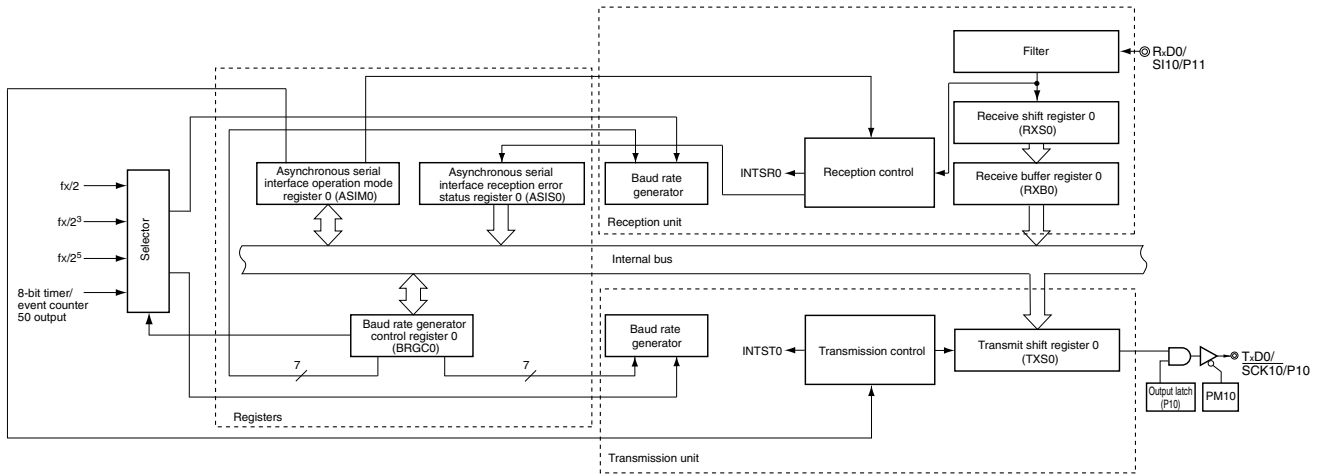 Filter
RxD0/
SI10/P11
Receive shift register 0
(RXS0)
Asynchronous serial
interface operation mode
register 0 (ASIM0)
Asynchronous serial
interface reception error
status register 0 (ASIS0)
Baud rate
generator
INTSR0
Reception control
Receive buffer register 0
(RXB0)
Reception unit
fx/2
fx/2³
fx/2⁵
8-bit timer/
event counter
50 output
Selector
Internal bus
Baud rate generator
control register 0
(BRGC0)
Baud rate
generator
INTST0
Transmission control
Transmit shift register 0
(TXS0)
TxD0/
SCK10/P10
7
7
Output latch
(P10)
PM10
Registers
Transmission unit